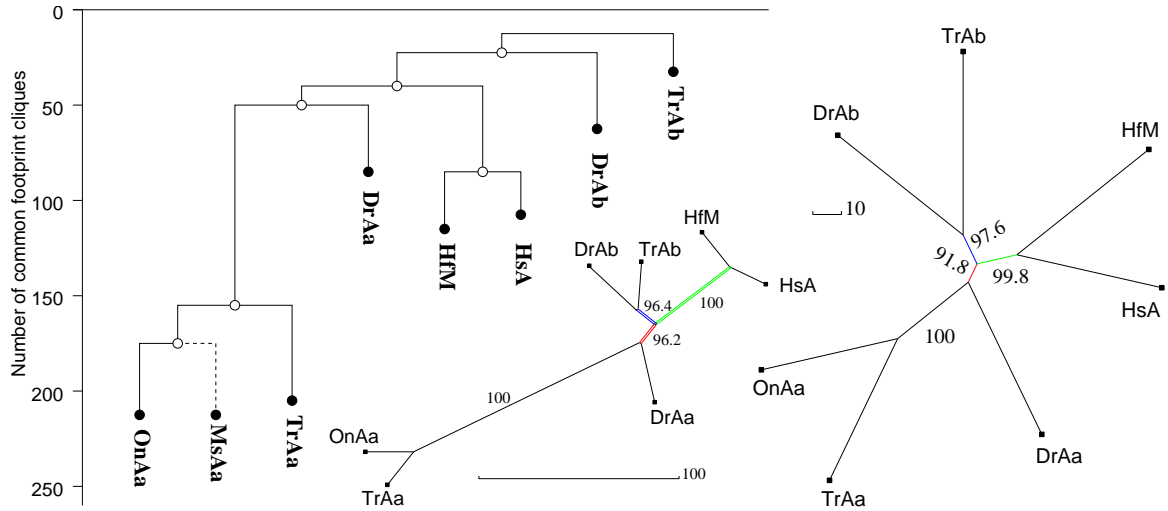 Number of common footprint cliques
0
50
100
150
200
250
OnAa
MsAa
TrAa
DrAa
HfM
HsA
DrAb
TrAb
HfM
DrAb
TrAb
HsA
96.4
100
96.2
100
DrAa
OnAa
TrAa
100
TrAb
DrAb
HfM
10
97.6
91.8
99.8
HsA
100
OnAa
DrAa
TrAa